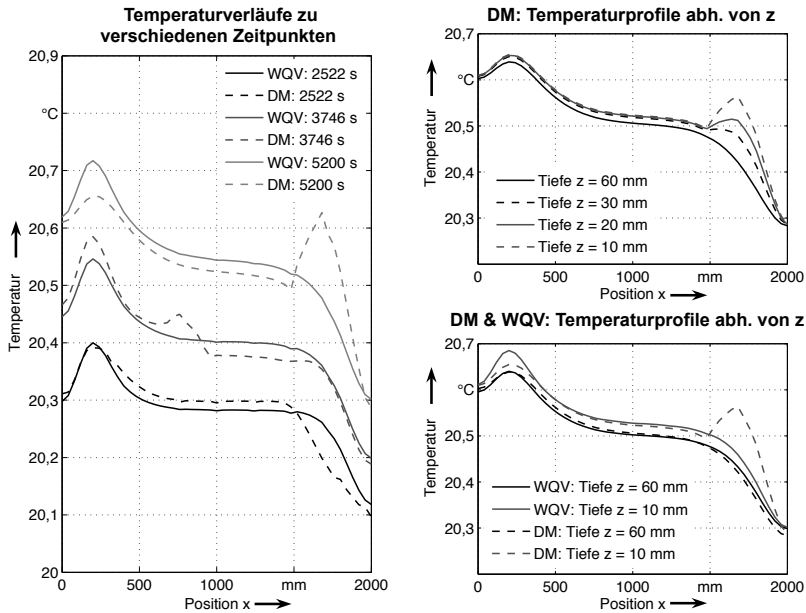 Temperaturverläufe zu
verschiedenen Zeitpunkten
20,9
°C
20,7
20,6
20,5
20,4
20,3
20,2
20,1
20
Temperatur
WQV: 2522 s
DM: 2522 s
WQV: 3746 s
DM: 3746 s
WQV: 5200 s
DM: 5200 s
0
500
1000
mm
2000
Position x
DM: Temperaturprofile abh. von z
20,7
°C
20,5
20,3
Temperatur
Tiefe z = 60 mm
Tiefe z = 30 mm
Tiefe z = 20 mm
Tiefe z = 10 mm
0
500
1000
mm
2000
Position x
DM & WQV: Temperaturprofile abh. von z
20,7
°C
20,5
20,3
Temperatur
WQV: Tiefe z = 60 mm
WQV: Tiefe z = 10 mm
DM: Tiefe z = 60 mm
DM: Tiefe z = 10 mm
0
500
1000
mm
2000
Position x